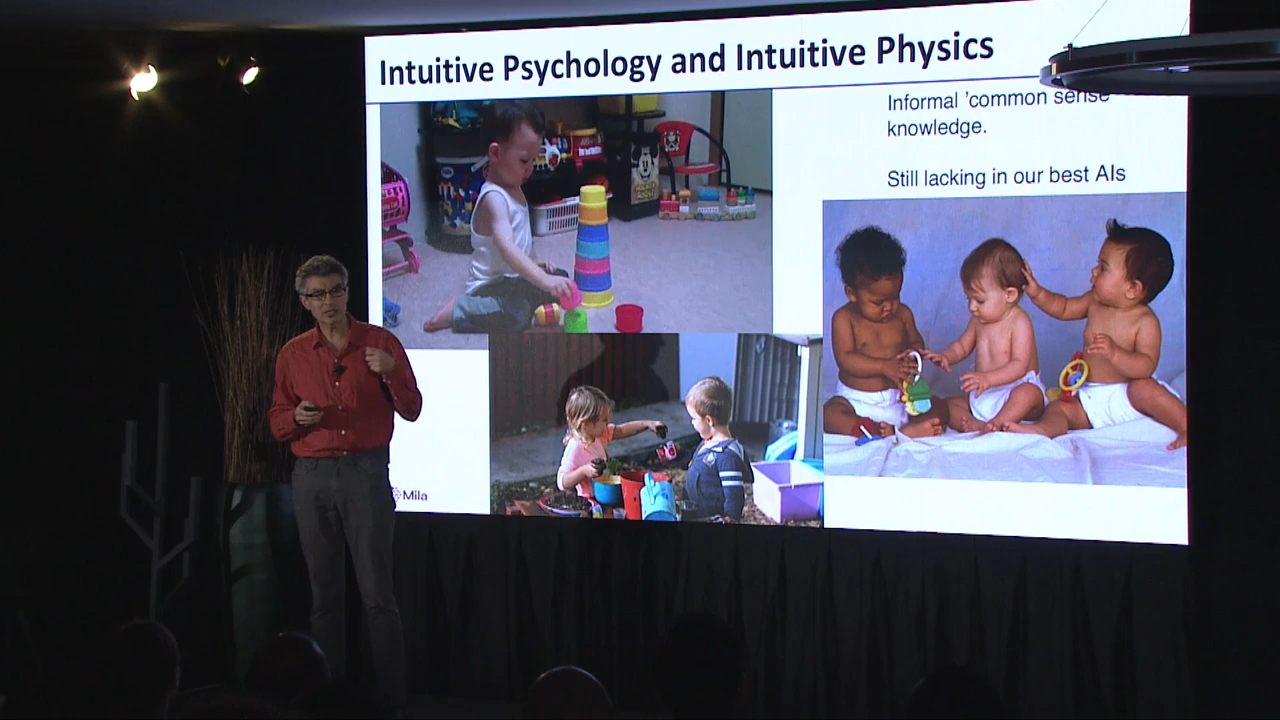 Intuitive Psychology and Intuitive Physics
Informal 'common sense'
knowledge.
Still lacking in our best AIs
Mila